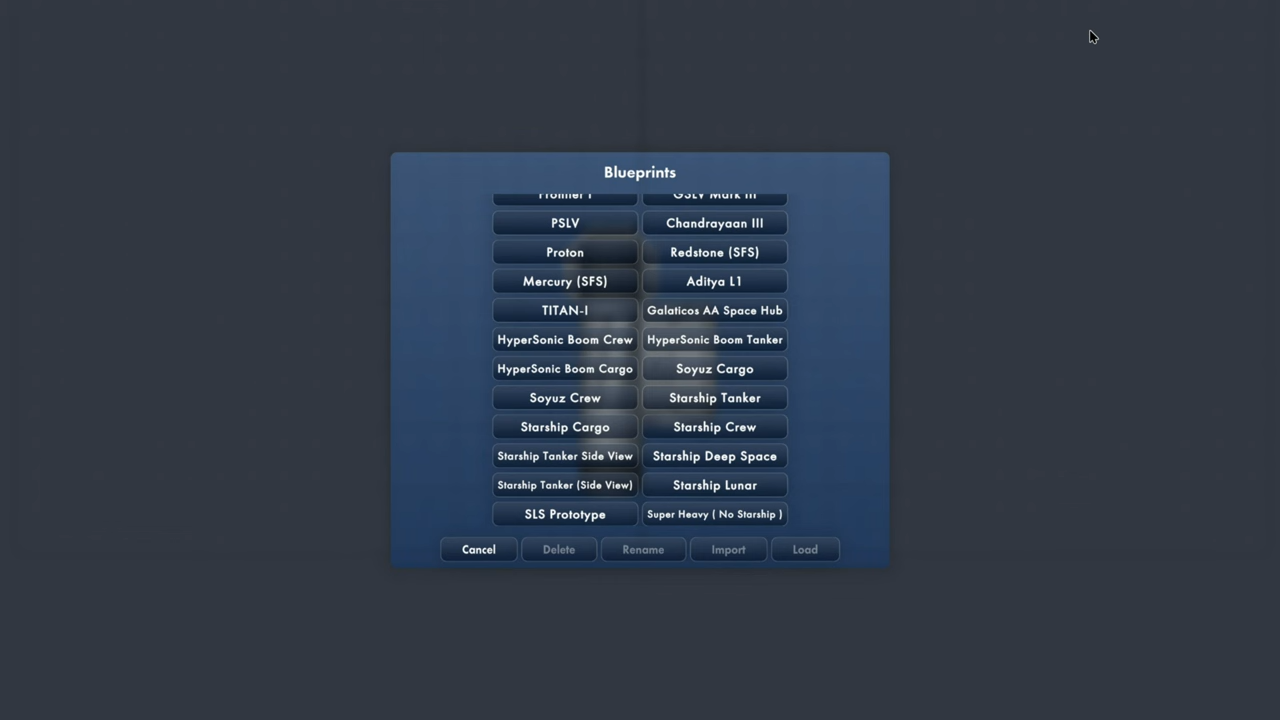 Blueprints
GSLV Mark III
PSLV
Chandrayaan III
Proton
Redstone (SFS)
Mercury (SFS)
Aditya L1
TITAN-I
Galaticos AA Space Hub
HyperSonic Boom Crew
HyperSonic Boom Tanker
HyperSonic Boom Cargo
Soyuz Cargo
Soyuz Crew
Starship Tanker
Starship Cargo
Starship Crew
Starship Tanker Side View
Starship Deep Space
Starship Tanker (Side View)
Starship Lunar
SLS Prototype
Super Heavy ( No Starship )
Cancel
Delete
Rename
Import
Load